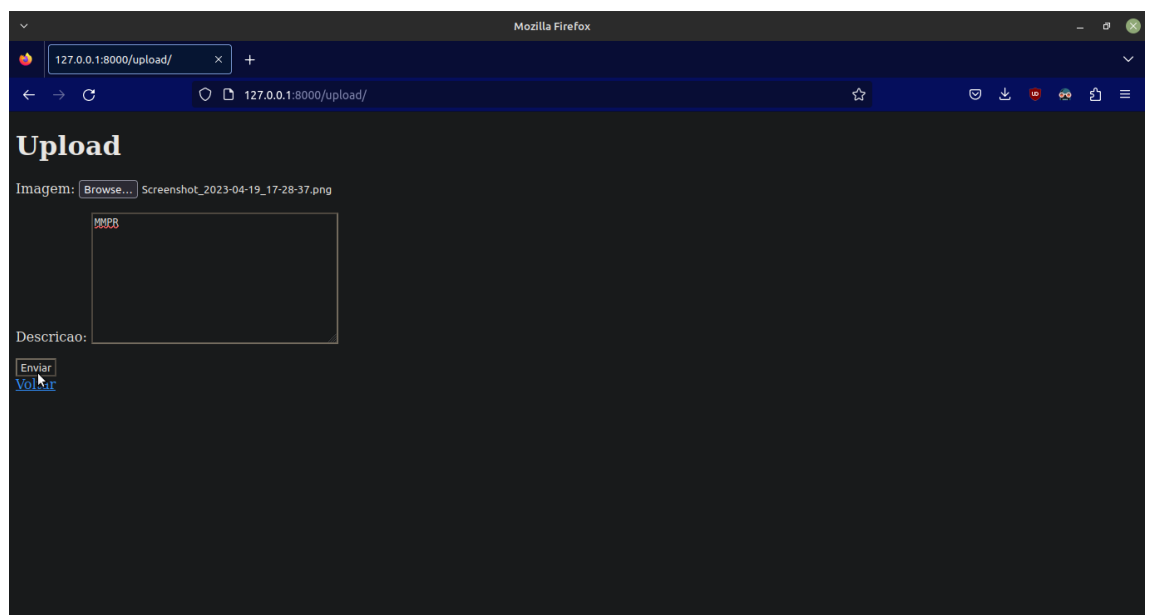 Mozilla Firefox
127.0.0.1:8000/upload/
127.0.0.1:8000/upload/
Upload
Imagem: Browse... Screenshot_2023-04-19_17-28-37.png
MMPR
Descricao:
Enviar
Voltar